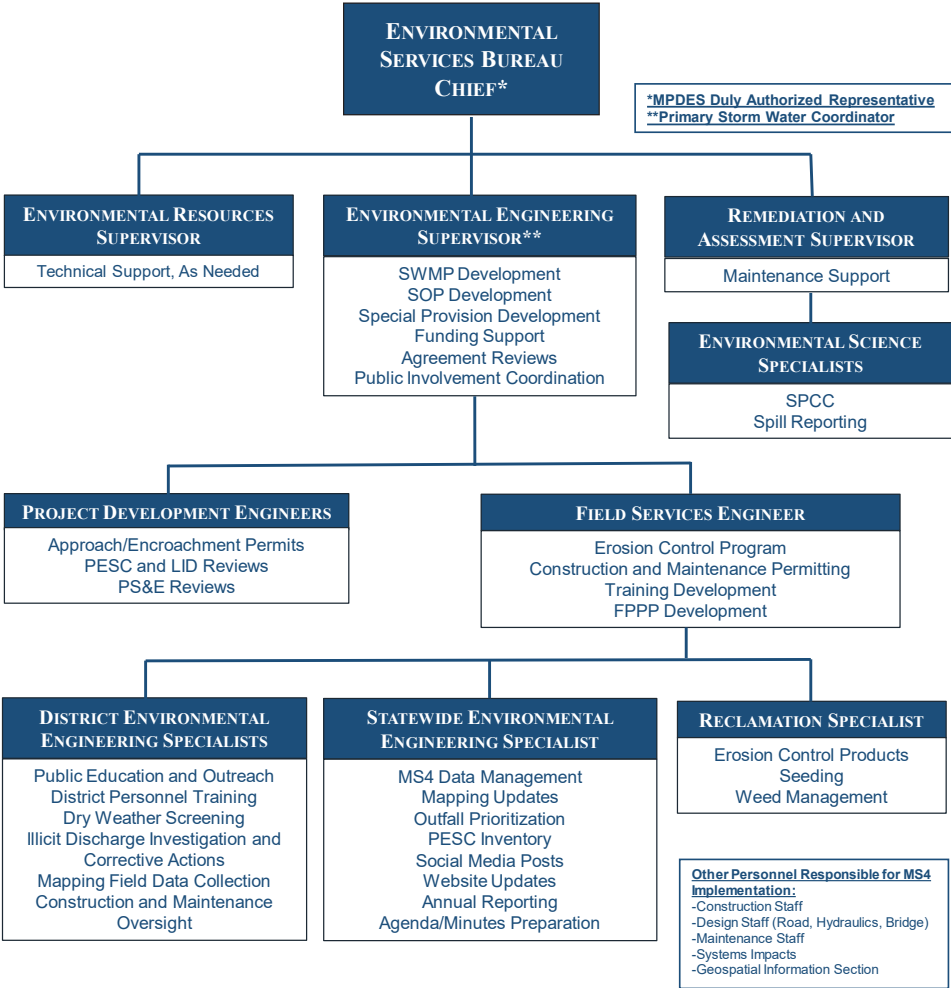 ENVIRONMENTAL
SERVICES BUREAU
CHIEF*
*MPDES Duly Authorized Representative
**Primary Storm Water Coordinator
ENVIRONMENTAL RESOURCES
SUPERVISOR
Technical Support, As Needed
ENVIRONMENTAL ENGINEERING
SUPERVISOR**
SWMP Development
SOP Development
Special Provision Development
Funding Support
Agreement Reviews
Public Involvement Coordination
REMEDIATION AND
ASSESSMENT SUPERVISOR
Maintenance Support
ENVIRONMENTAL SCIENCE
SPECIALISTS
SPCC
Spill Reporting
PROJECT DEVELOPMENT ENGINEERS
Approach/Encroachment Permits
PESC and LID Reviews
PS&E Reviews
FIELD SERVICES ENGINEER
Erosion Control Program
Construction and Maintenance Permitting
Training Development
FPPP Development
DISTRICT ENVIRONMENTAL
ENGINEERING SPECIALISTS
Public Education and Outreach
District Personnel Training
Dry Weather Screening
Illicit Discharge Investigation and
Corrective Actions
Mapping Field Data Collection
Construction and Maintenance
Oversight
STATEWIDE ENVIRONMENTAL
ENGINEERING SPECIALIST
MS4 Data Management
Mapping Updates
Outfall Prioritization
PESC Inventory
Social Media Posts
Website Updates
Annual Reporting
Agenda/Minutes Preparation
RECLAMATION SPECIALIST
Erosion Control Products
Seeding
Weed Management
Other Personnel Responsible for MS4
Implementation:
-Construction Staff
-Design Staff (Road, Hydraulics, Bridge)
-Maintenance Staff
-Systems Impacts
-Geospatial Information Section